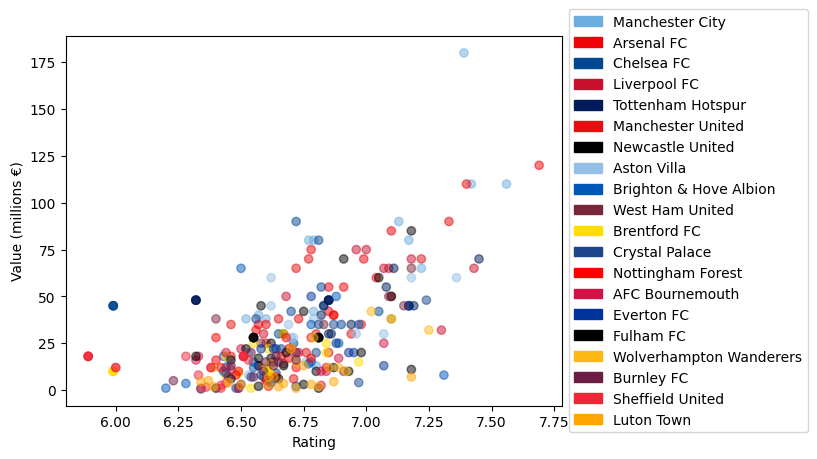 Value (millions €)
175
150
125
100
75
50
25
0
6.00
6.25
6.50
6.75
7.00
7.25
7.50
7.75
Rating
Manchester City
Arsenal FC
Chelsea FC
Liverpool FC
Tottenham Hotspur
Manchester United
Newcastle United
Aston Villa
Brighton & Hove Albion
West Ham United
Brentford FC
Crystal Palace
Nottingham Forest
AFC Bournemouth
Everton FC
Fulham FC
Wolverhampton Wanderers
Burnley FC
Sheffield United
Luton Town